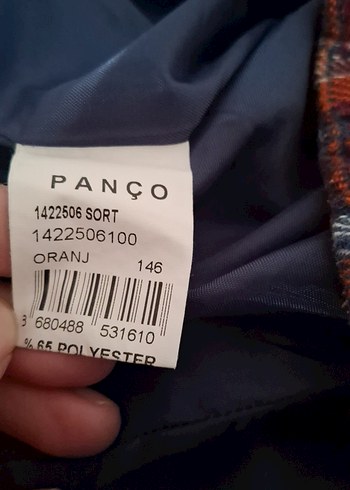 PANÇO
1422506 SORT
1422506100
ORANJ 146
8 680488 531610
% 65 POLYESTER